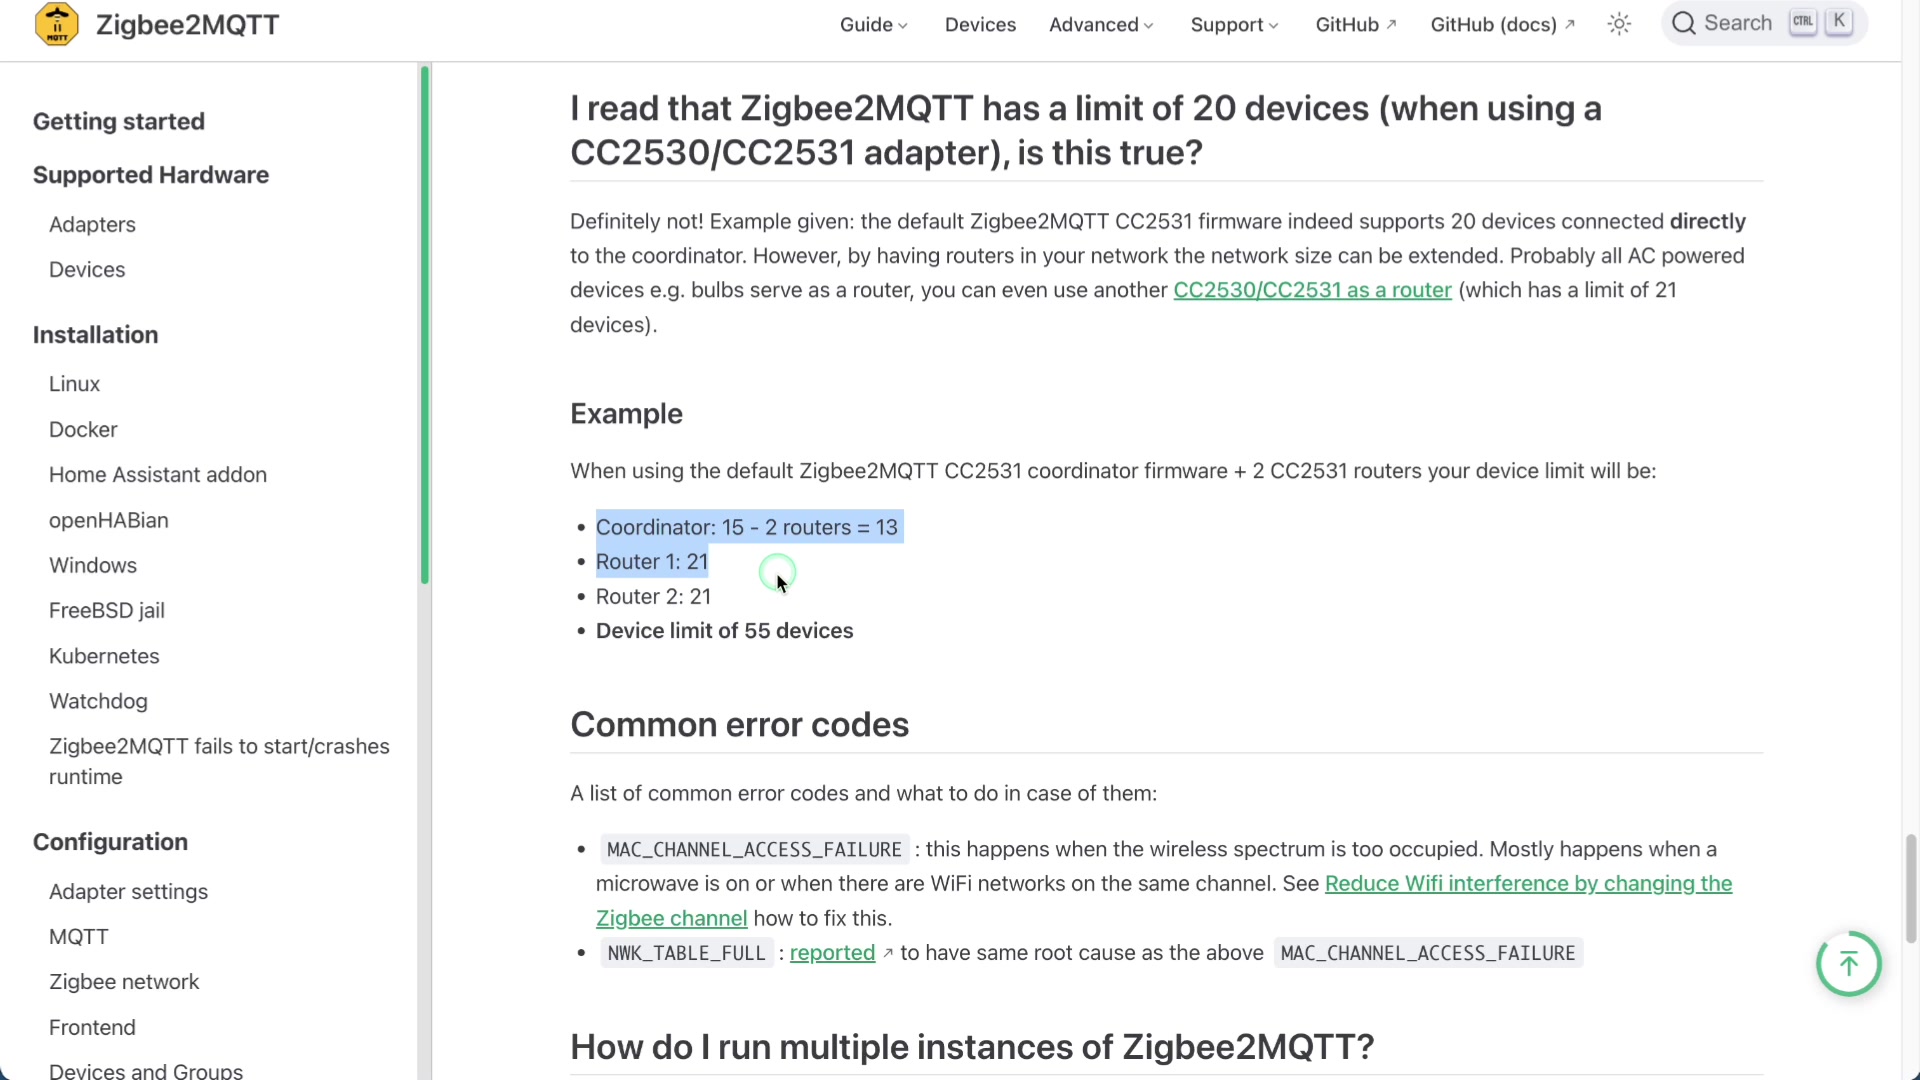 MQTT
Zigbee2MQTT
Guide
Devices
Advanced
Support
GitHub
GitHub (docs)
Search
CTRL
K
Getting started
Supported Hardware
Adapters
Devices
Installation
Linux
Docker
Home Assistant addon
openHABian
Windows
FreeBSD jail
Kubernetes
Watchdog
Zigbee2MQTT fails to start/crashes
runtime
Configuration
Adapter settings
MQTT
Zigbee network
Frontend
Devices and Groups
I read that Zigbee2MQTT has a limit of 20 devices (when using a
CC2530/CC2531 adapter), is this true?
Definitely not! Example given: the default Zigbee2MQTT CC2531 firmware indeed supports 20 devices connected directly
to the coordinator. However, by having routers in your network the network size can be extended. Probably all AC powered
devices e.g. bulbs serve as a router, you can even use another CC2530/CC2531 as a router (which has a limit of 21
devices).
Example
When using the default Zigbee2MQTT CC2531 coordinator firmware + 2 CC2531 routers your device limit will be:
• Coordinator: 15 - 2 routers = 13
• Router 1: 21
• Router 2: 21
• Device limit of 55 devices
Common error codes
A list of common error codes and what to do in case of them:
• MAC_CHANNEL_ACCESS_FAILURE : this happens when the wireless spectrum is too occupied. Mostly happens when a
microwave is on or when there are WiFi networks on the same channel. See Reduce Wifi interference by changing the
Zigbee channel how to fix this.
• NWK_TABLE_FULL : reported to have same root cause as the above MAC_CHANNEL_ACCESS_FAILURE
How do I run multiple instances of Zigbee2MQTT?